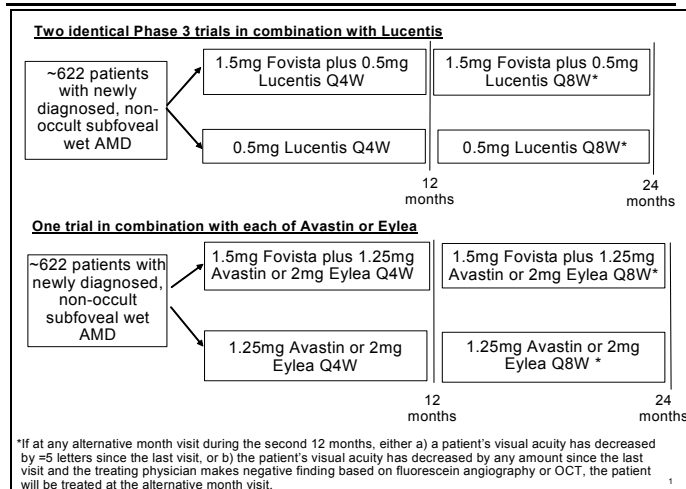 Two identical Phase 3 trials in combination with Lucentis
~622 patients
with newly
diagnosed, non-
occult subfoveal
wet AMD
1.5mg Fovista plus 0.5mg
Lucentis Q4W
1.5mg Fovista plus 0.5mg
Lucentis Q8W*
0.5mg Lucentis Q4W
0.5mg Lucentis Q8W*
12
months
24
months
One trial in combination with each of Avastin or Eylea
~622 patients with
newly diagnosed,
non-occult
subfoveal wet
AMD
1.5mg Fovista plus 1.25mg
Avastin or 2mg Eylea Q4W
1.5mg Fovista plus 1.25mg
Avastin or 2mg Eylea Q8W*
1.25mg Avastin or 2mg
Eylea Q4W
1.25mg Avastin or 2mg
Eylea Q8W *
12
months
24
months
*If at any alternative month visit during the second 12 months, either a) a patient's visual acuity has decreased
by =5 letters since the last visit, or b) the patient's visual acuity has decreased by any amount since the last
visit and the treating physician makes negative finding based on fluorescein angiography or OCT, the patient
will be treated at the alternative month visit.
1